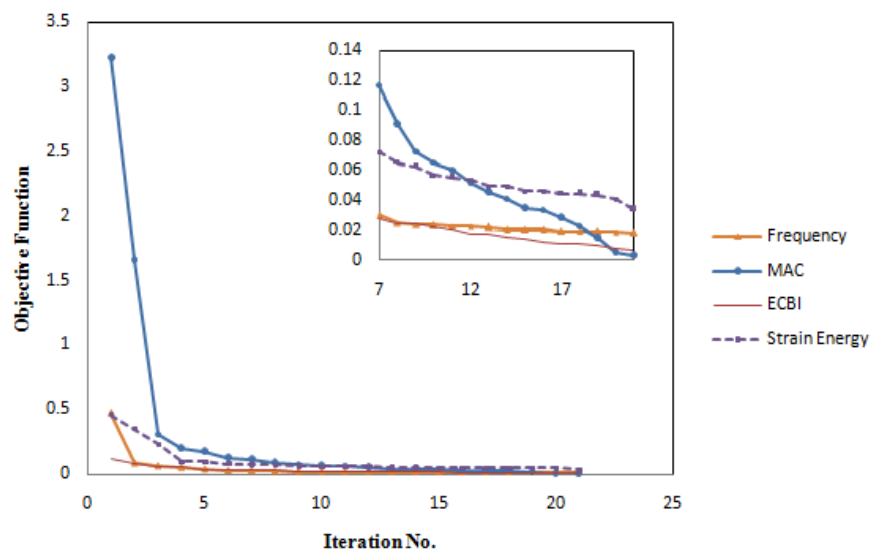 3.5
3
2.5
2
1.5
1
0.5
0
0 5 10 15 20 25
Objective Function
Iteration No.
0.14
0.12
0.1
0.08
0.06
0.04
0.02
0
7 12 17
Frequency
MAC
ECBI
Strain Energy